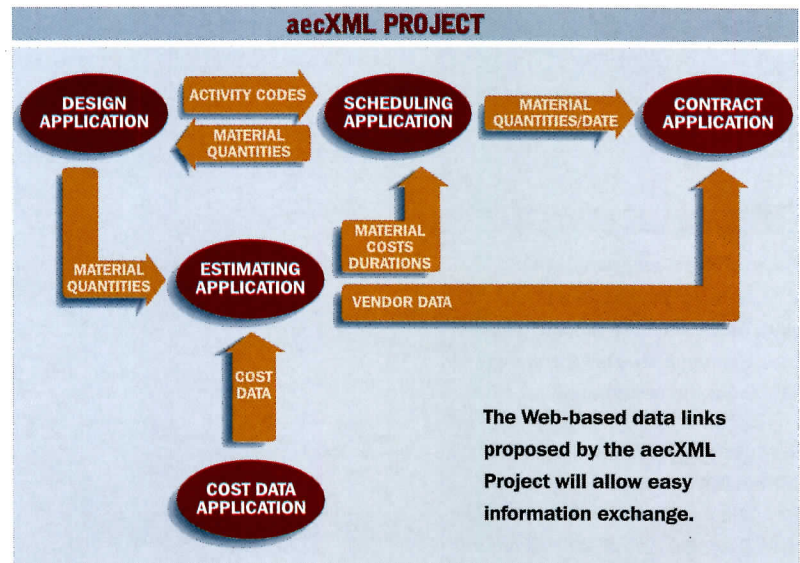 aecXML PROJECT
DESIGN
APPLICATION
ACTIVITY CODES
MATERIAL
QUANTITIES
SCHEDULING
APPLICATION
MATERIAL
QUANTITIES/DATE
CONTRACT
APPLICATION
MATERIAL
QUANTITIES
ESTIMATING
APPLICATION
MATERIAL
COSTS
DURATIONS
VENDOR DATA
COST
DATA
COST DATA
APPLICATION
The Web-based data links
proposed by the aecXML
Project will allow easy
information exchange.